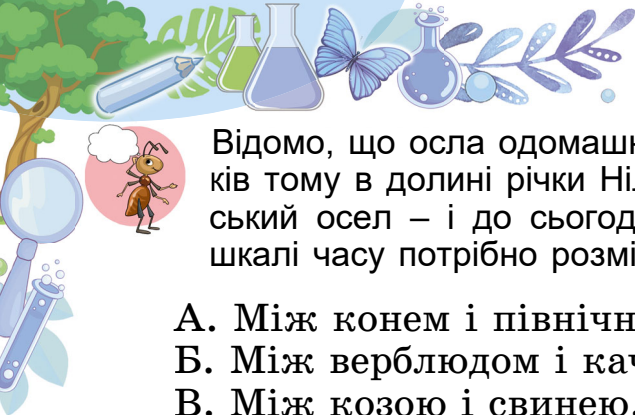 Відомо, що осла одомашн
ків тому в долині річки Ніл
ський осел – і до сьогод
шкалі часу потрібно розмі
А. Між конем і північн
Б. Між верблюдом і кач
В. Між козою і свинею.